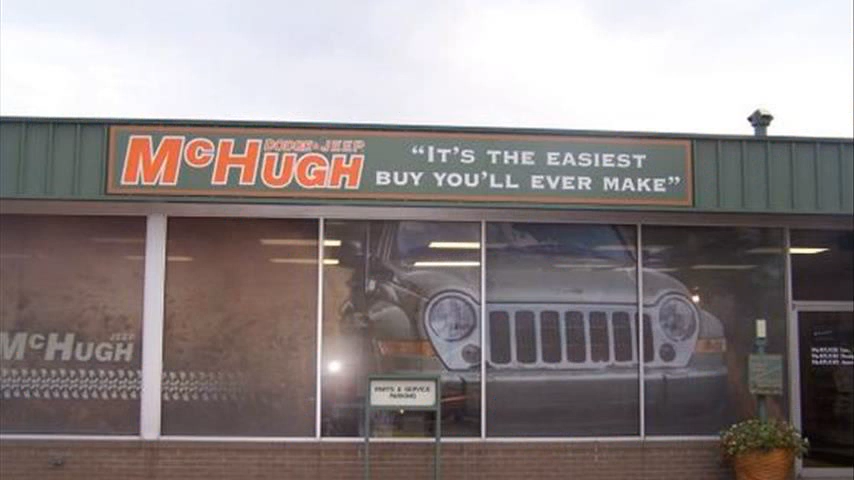 DODGE & JEEP
McHUGH
"IT'S THE EASIEST
BUY YOU'LL EVER MAKE"
JEEP
McHUGH
PARTS & SERVICE
PARKING